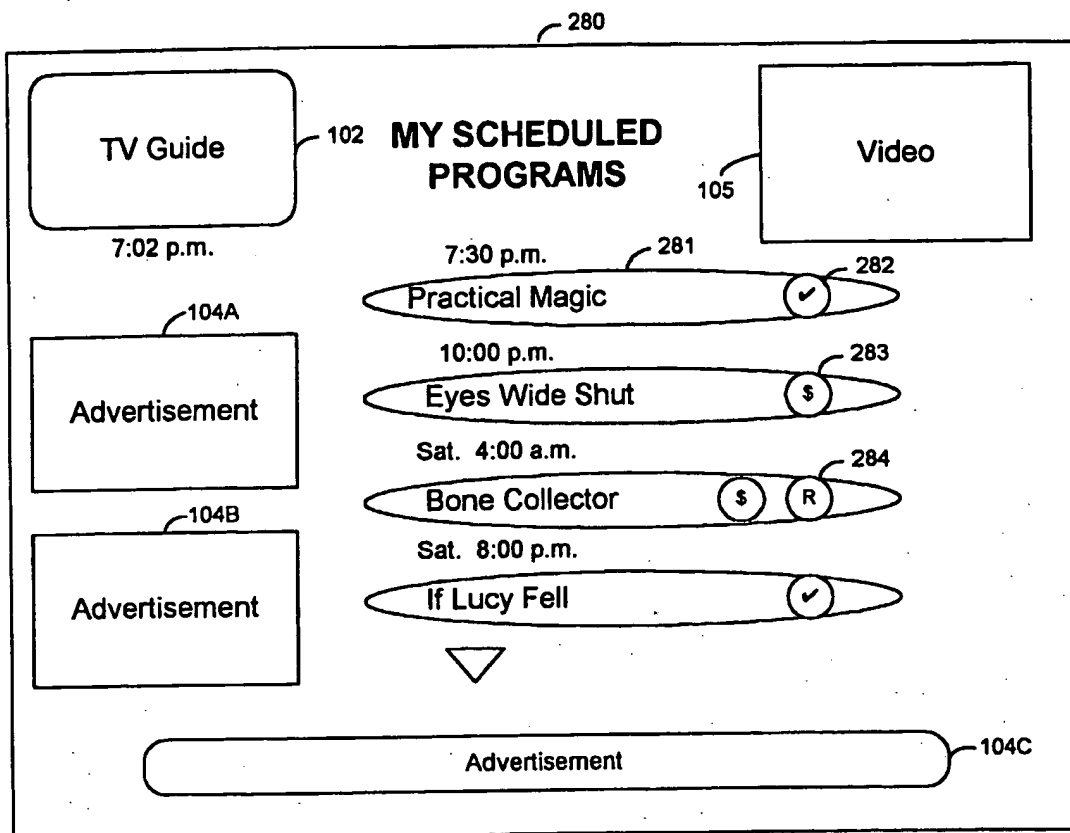 280
TV Guide
102
MY SCHEDULED
PROGRAMS
105
Video
7:02 p.m.
7:30 p.m.
281
282
Practical Magic
✓
104A
Advertisement
10:00 p.m.
283
Eyes Wide Shut
$
Sat. 4:00 a.m.
284
Bone Collector
$ R
104B
Advertisement
Sat. 8:00 p.m.
If Lucy Fell
✓
Advertisement
104C